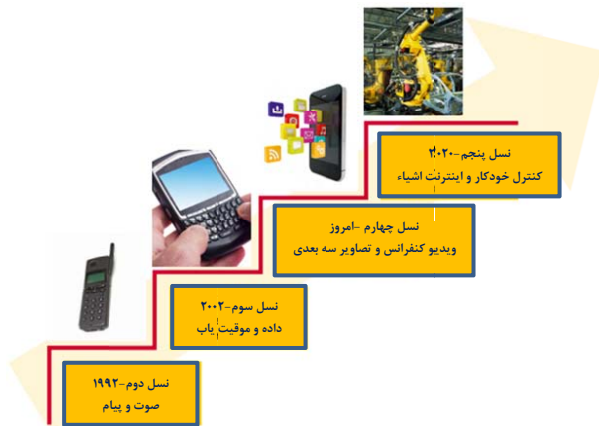 نسل پنجم-۲۰۲۰
کنترل خودکار و اینترنت اشیاء
نسل چهارم -امروز
ویدیو کنفرانس و تصاویر سه بعدی
نسل سوم-۲۰۰۲
داده و موقیت یاب
نسل دوم-۱۹۹۲
صوت و پیام